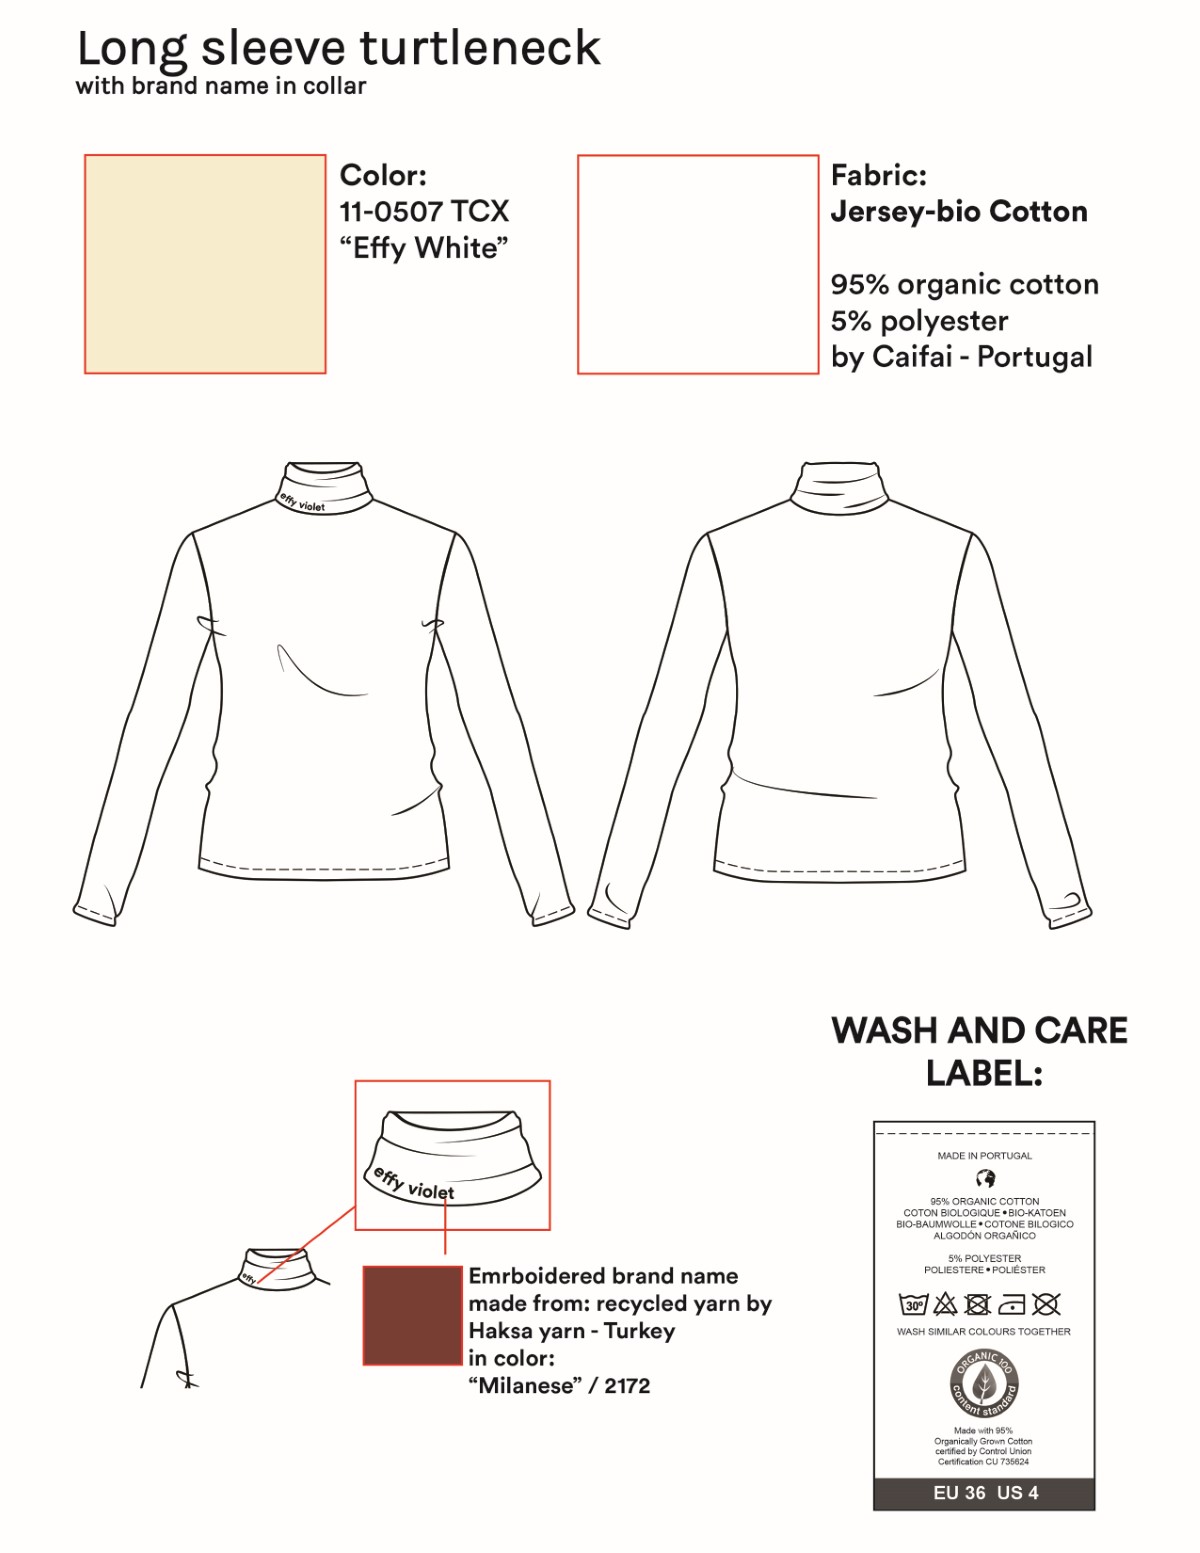 Long sleeve turtleneck
with brand name in collar
Color:
11-0507 TCX
“Effy White”
Fabric:
Jersey-bio Cotton
95% organic cotton
5% polyester
by Caifai - Portugal
effy violet
effy violet
effy
Emrboidered brand name
made from: recycled yarn by
Haksa yarn - Turkey
in color:
“Milanese” / 2172
WASH AND CARE
LABEL:
MADE IN PORTUGAL
95% ORGANIC COTTON
COTON BIOLOGIQUE • BIO-KATOEN
BIO-BAUMWOLLE • COTONE BILOGICO
ALGODÓN ORGAÑICO
5% POLYESTER
POLIESTERE • POLIÉSTER
30º
WASH SIMILAR COLOURS TOGETHER
ORGANIC 100
content standard
Made with 95%
Organically Grown Cotton
certified by Control Union
Certification CU 735624
EU 36 US 4